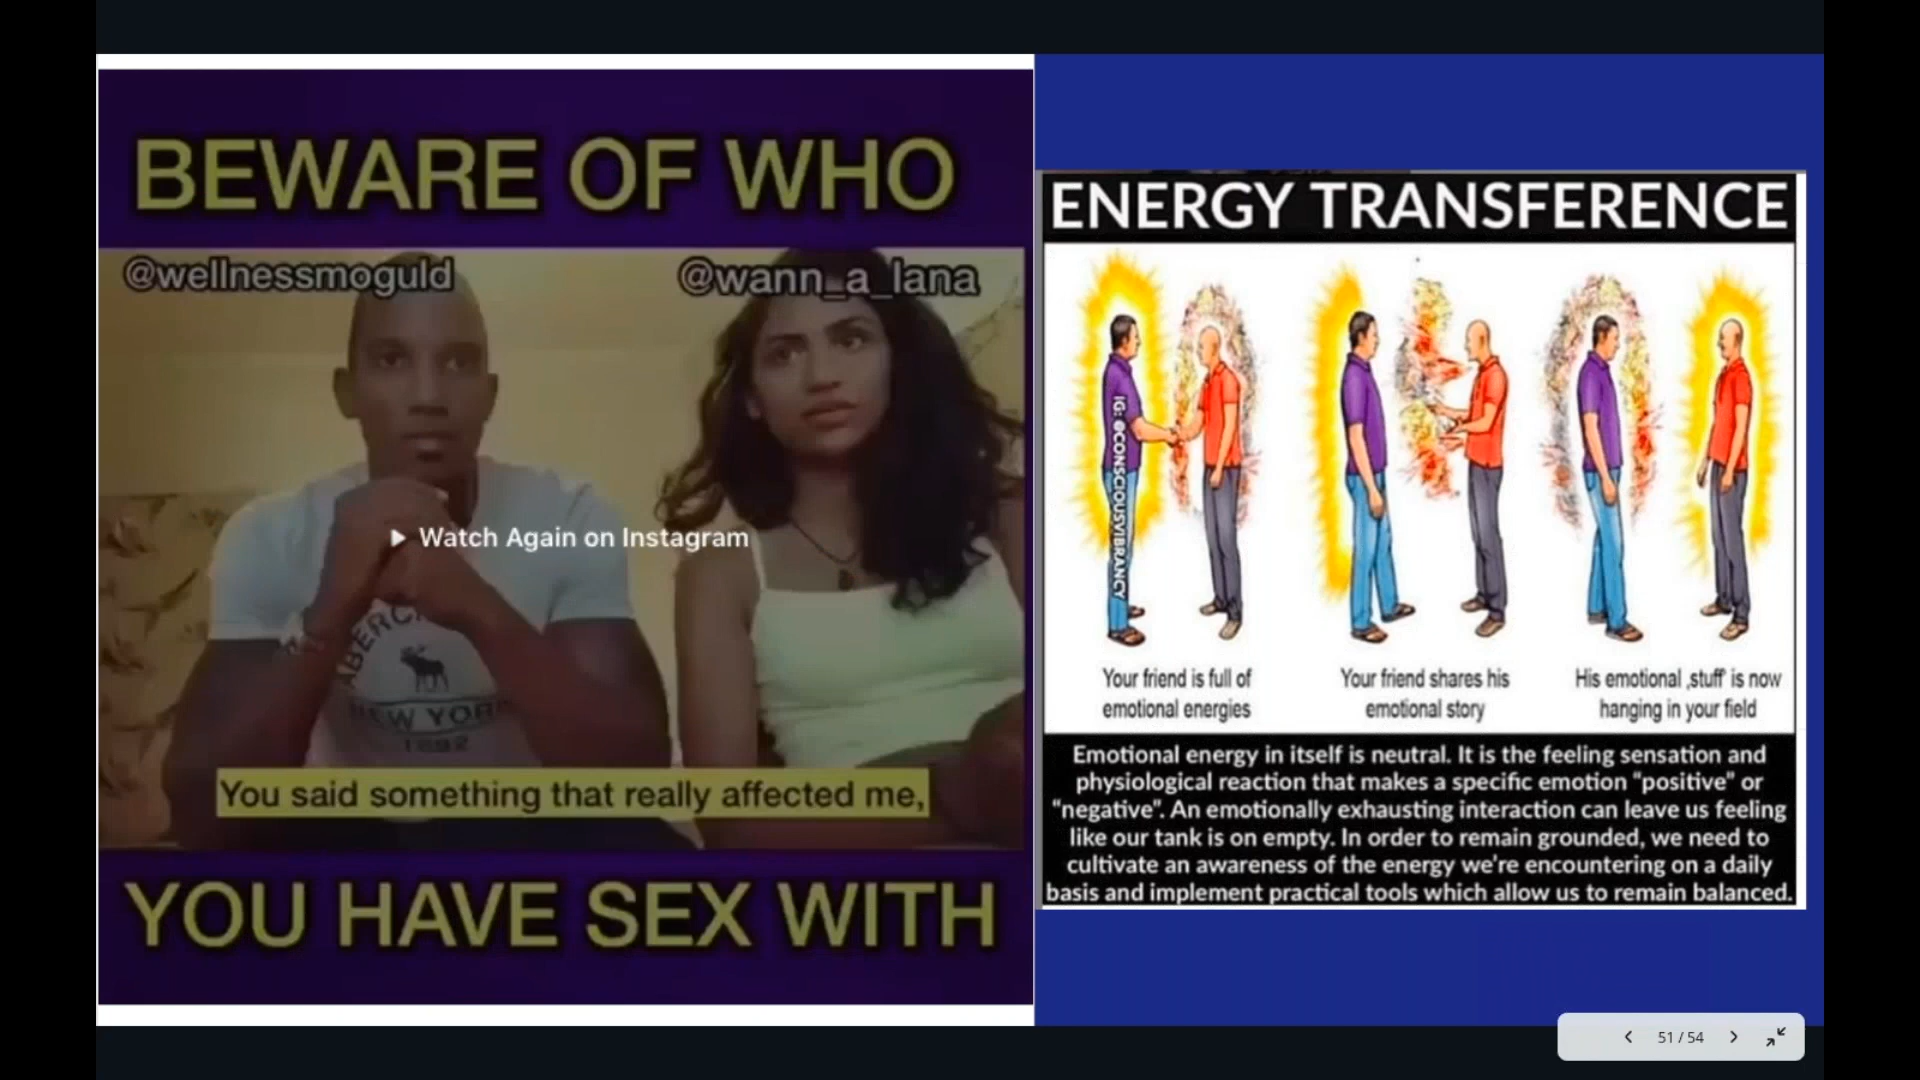 BEWARE OF WHO
@wellnessmoguld
@wann_a_lana
Watch Again on Instagram
NEW YORK
1892
You said something that really affected me,
YOU HAVE SEX WITH
ENERGY TRANSFERENCE
IG: @CONSCIOUSVIBRANCY
Your friend is full of
emotional energies
Your friend shares his
emotional story
His emotional ,stuff' is now
hanging in your field
Emotional energy in itself is neutral. It is the feeling sensation and
physiological reaction that makes a specific emotion "positive" or
"negative". An emotionally exhausting interaction can leave us feeling
like our tank is on empty. In order to remain grounded, we need to
cultivate an awareness of the energy we're encountering on a daily
basis and implement practical tools which allow us to remain balanced.
51 / 54